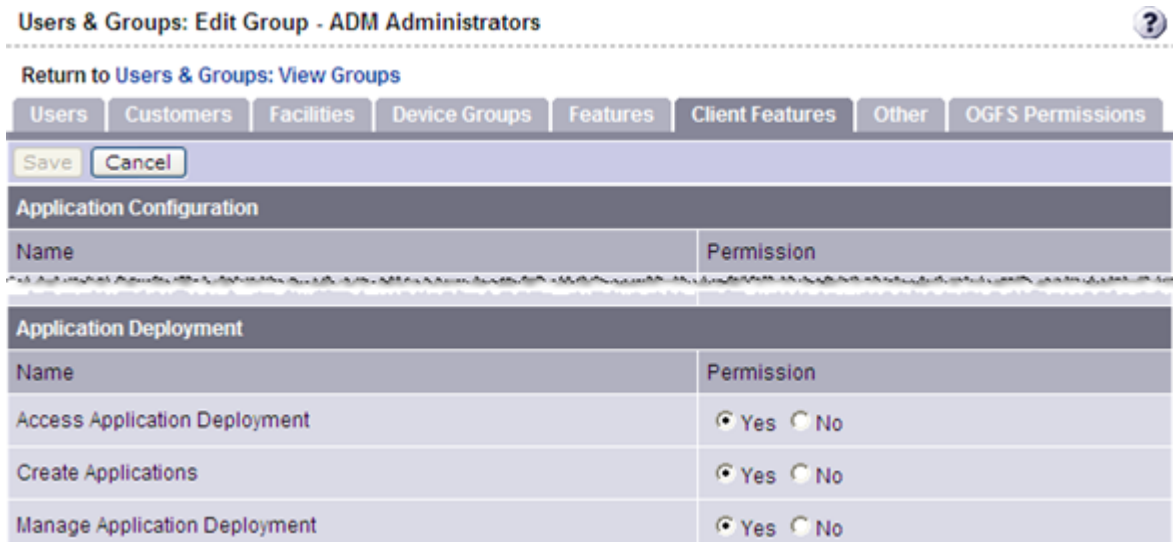 Users & Groups: Edit Group - ADM Administrators ?
Return to Users & Groups: View Groups
Users Customers Facilities Device Groups Features Client Features Other OGFS Permissions
Save Cancel
Application Configuration
Name Permission
Application Deployment
Name Permission
Access Application Deployment Yes No
Create Applications Yes No
Manage Application Deployment Yes No